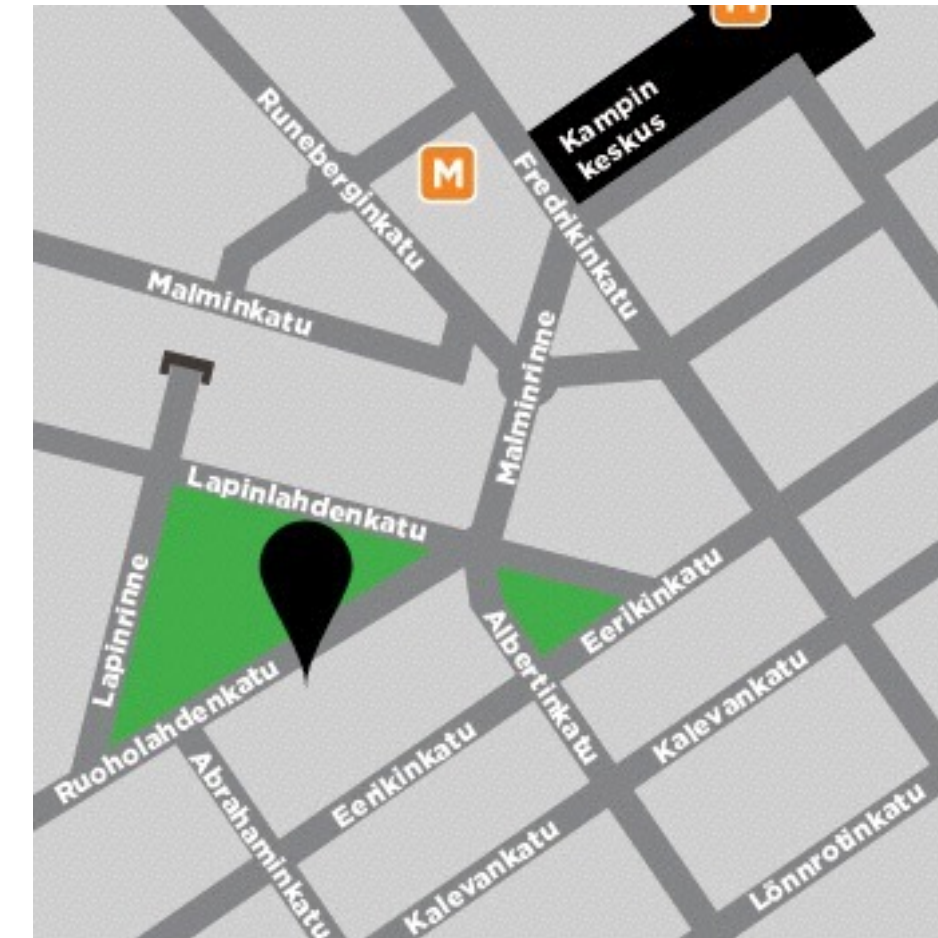 Kampin
keskus
Runeberginkatu
M
Fredrikinkatu
Malminkatu
Malminrinne
Lapinlahdenkatu
Lapinrinne
Eerikinkatu
Albertinkatu
Ruoholahdenkatu
Kalevankatu
Eerikinkatu
Abrahaminkatu
Lönnrotinkatu
Kalevankatu